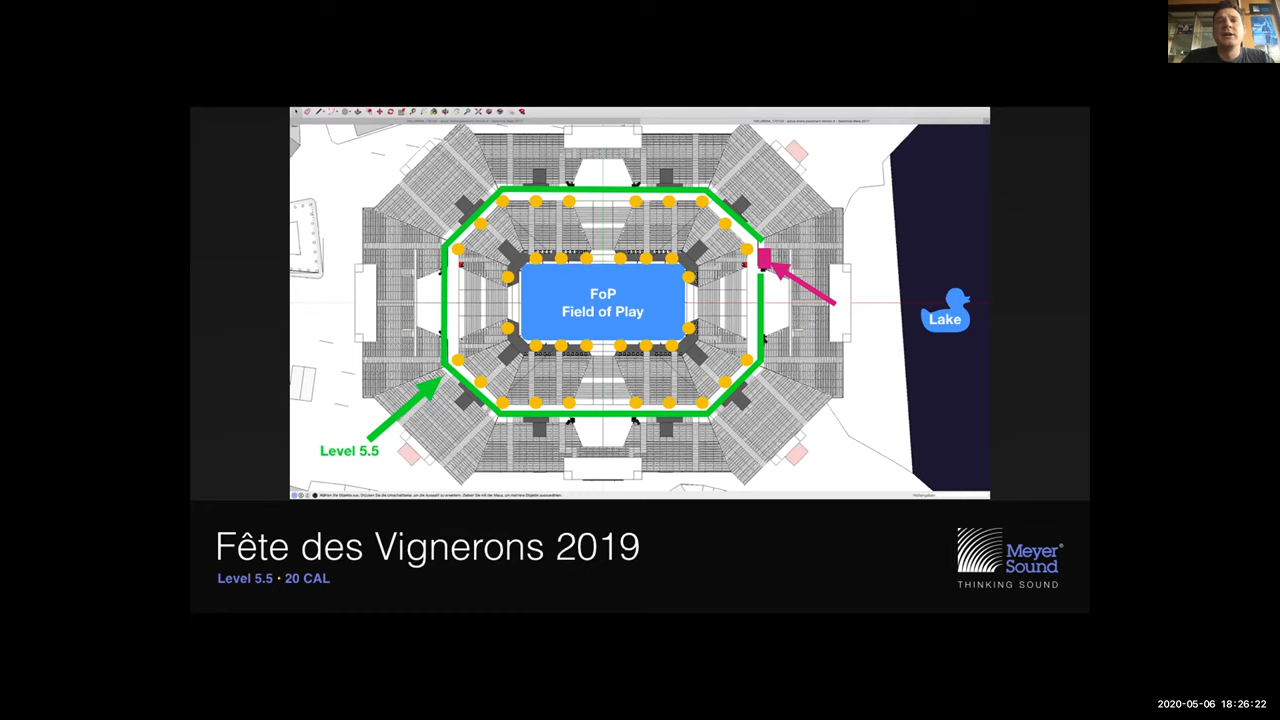 FoP
Field of Play
Lake
Level 5.5
Fête des Vignerons 2019
Level 5.5 • 20 CAL
Meyer®
Sound
THINKING SOUND
2020-05-06 18:26:22